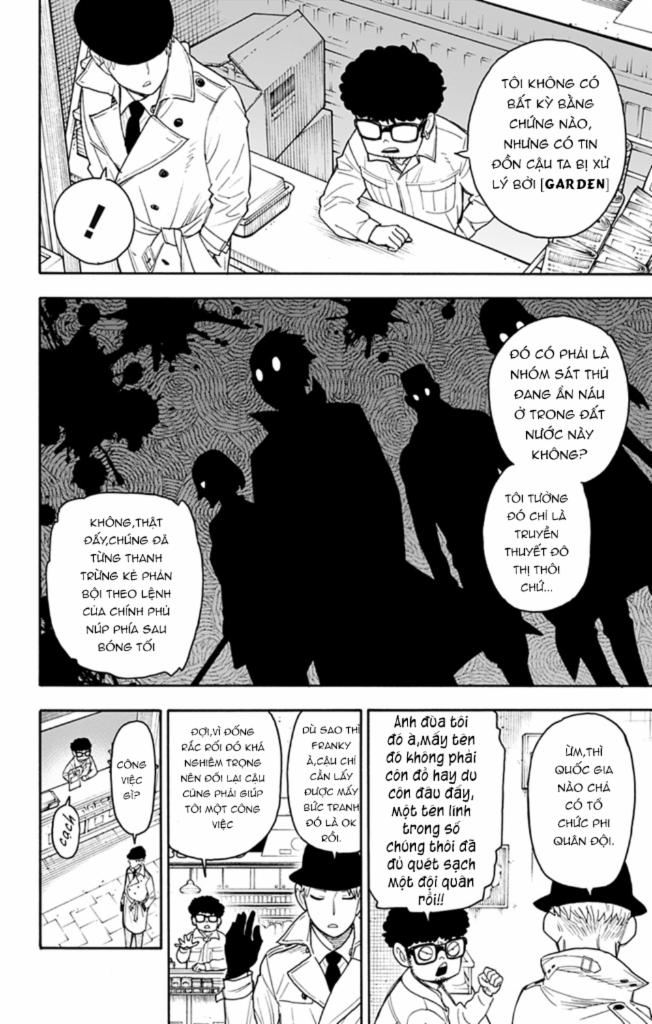 TÔI KHÔNG CÓ
BẤT KỲ BẰNG
CHỨNG NÀO,
NHƯNG CÓ TIN
ĐỒN CẬU TA BỊ XỬ
LÝ BỞI [GARDEN]
!
ĐÓ CÓ PHẢI LÀ
NHÓM SÁT THỦ
ĐANG ẨN NÁU
Ở TRONG ĐẤT
NƯỚC NÀY
KHÔNG?
TÔI TƯỞNG
ĐÓ CHỈ LÀ
TRUYỀN
THUYẾT ĐÔ
THỊ THÔI
CHỨ...
KHÔNG,THẬT
ĐẤY,CHÚNG ĐÃ
TỪNG THANH
TRỪNG KẺ PHẢN
BỘI THEO LỆNH
CỦA CHÍNH PHỦ
NÚP PHÍA SAU
BÓNG TỐI
ỪM,THÌ
QUỐC GIA
NÀO CHẢ
CÓ TỔ
CHỨC PHI
QUÂN ĐỘI.
Anh đùa tôi
đó à,mấy tên
đó không phải
côn đồ hay du
côn đâu đấy,
Một tên lính
trong số
chúng thôi đã
đủ quét sạch
Một đội quân
rồi!!
DÙ SAO THÌ
FRANKY
À,CẬU CHỈ
CẦN LẤY
ĐƯỢC MẤY
BỨC TRANH
ĐÓ LÀ OK
RỒI.
ĐỢI,VÌ ĐỐNG
RẮC RỐI ĐÓ KHÁ
NGHIÊM TRỌNG
NÊN ĐỔI LẠI CẬU
CŨNG PHẢI GIÚP
TÔI MỘT CÔNG
VIỆC
CÔNG
VIỆC
GÌ?
CẠCH